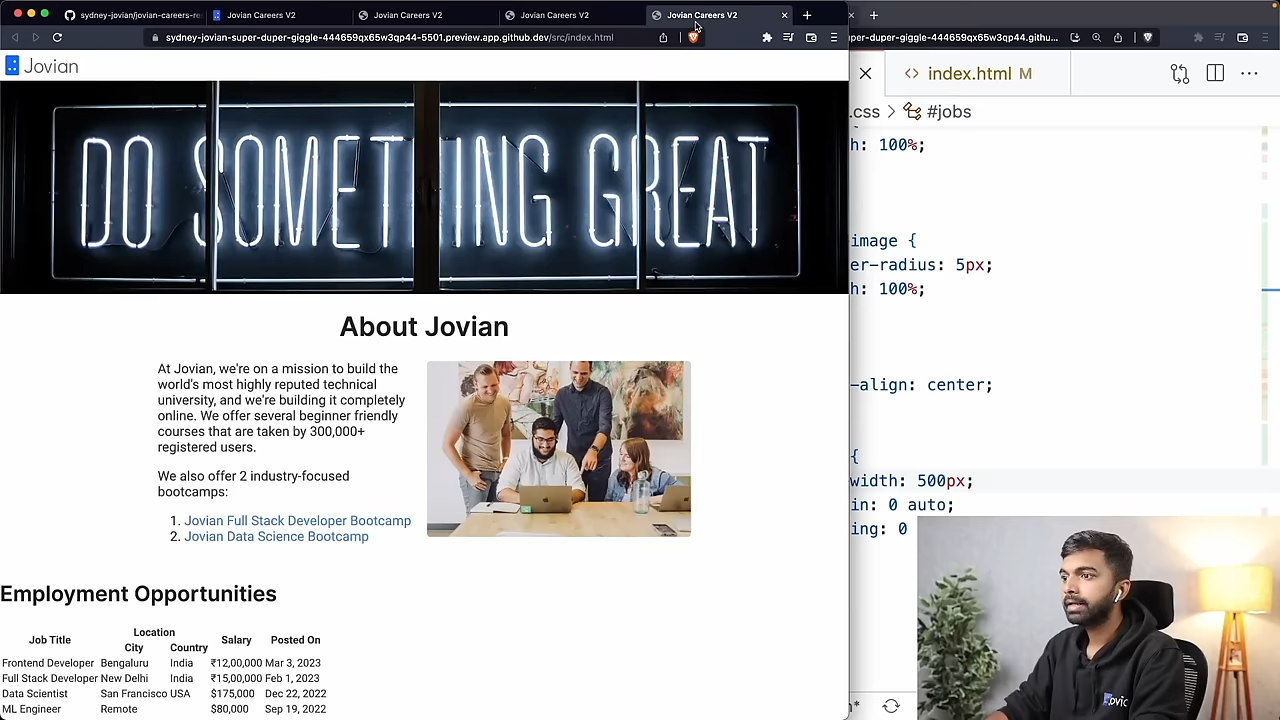 sydney-jovian/jovian-careers-re
Jovian Careers V2
Jovian Careers V2
Jovian Careers V2
Jovian Careers V2
sydney-jovian-super-duper-giggle-444659qx65w3qp44-5501.preview.app.github.dev/src/index.html
per-duper-giggle-444659qx65w3qp44.githu...
Jovian
index.html M
.css > #jobs
DO SOMETHING GREAT
h: 100%;
image {
er-radius: 5px;
h: 100%;
-align: center;
{
width: 500px;
in: 0 auto;
ing: 0
About Jovian
At Jovian, we're on a mission to build the
world's most highly reputed technical
university, and we're building it completely
online. We offer several beginner friendly
courses that are taken by 300,000+
registered users.
We also offer 2 industry-focused
bootcamps:
1. Jovian Full Stack Developer Bootcamp
2. Jovian Data Science Bootcamp
Employment Opportunities
Job Title Location Salary Posted On
City Country
Frontend Developer Bengaluru India ₹12,00,000 Mar 3, 2023
Full Stack Developer New Delhi India ₹15,00,000 Feb 1, 2023
Data Scientist San Francisco USA $175,000 Dec 22, 2022
ML Engineer Remote $80,000 Sep 19, 2022